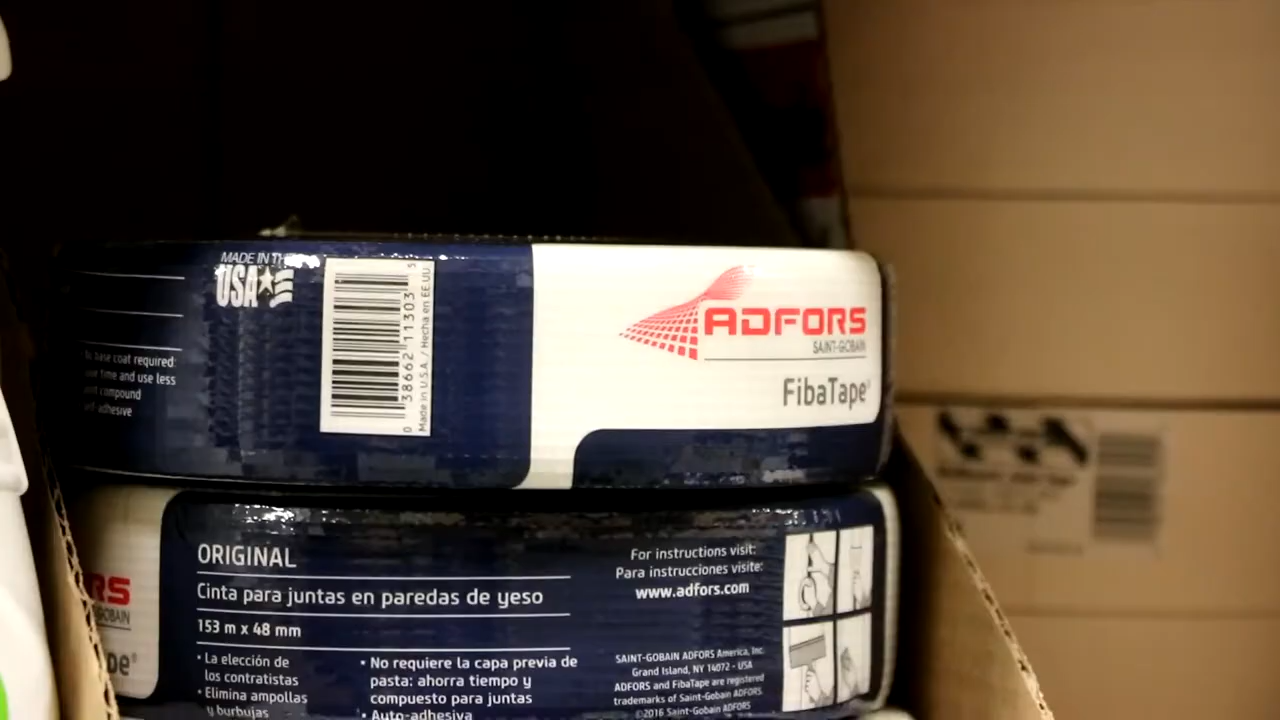 MADE IN TH
USA
base coat required:
time and use less
compound
adhesive
0 38662 11303 5
Made in U.S.A. / Hecha en EE.UU
ADFORS
SAINT-GOBAIN
FibaTape®
RS
GOBAIN
pe®
ORIGINAL
Cinta para juntas en paredas de yeso
153 m x 48 mm
• La elección de
los contratistas
• Elimina ampollas
y burbujas
• No requiere la capa previa de
pasta: ahorra tiempo y
compuesto para juntas
• Auto-adhesiva
For instructions visit:
Para instrucciones visite:
www.adfors.com
SAINT-GOBAIN ADFORS America, Inc.
Grand Island, NY 14072 - USA
ADFORS and FibaTape are registered
trademarks of Saint-Gobain ADFORS.
©2016 Saint-Gobain ADFORS